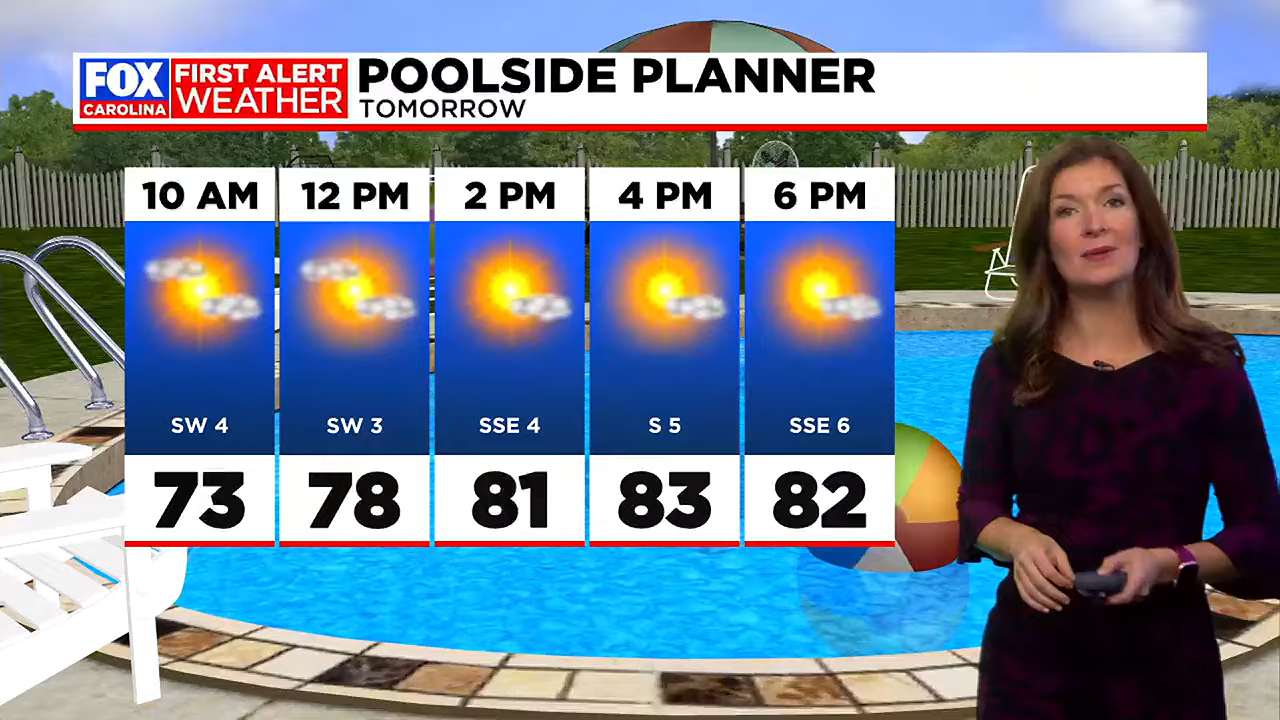 FOX
CAROLINA
FIRST ALERT
WEATHER
POOLSIDE PLANNER
TOMORROW
10 AM 12 PM 2 PM 4 PM 6 PM
SW 4 SW 3 SSE 4 S 5 SSE 6
73 78 81 83 82